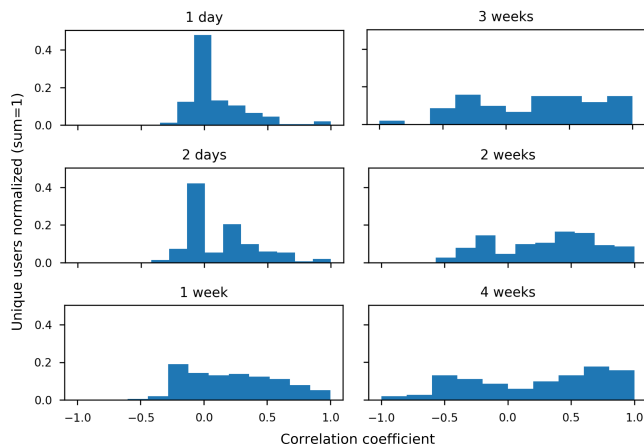 1 day
3 weeks
0.4
0.2
0.0
2 days
2 weeks
0.4
0.2
0.0
Unique users normalized (sum=1)
1 week
4 weeks
0.4
0.2
0.0
-1.0 -0.5 0.0 0.5 1.0
-1.0 -0.5 0.0 0.5 1.0
Correlation coefficient